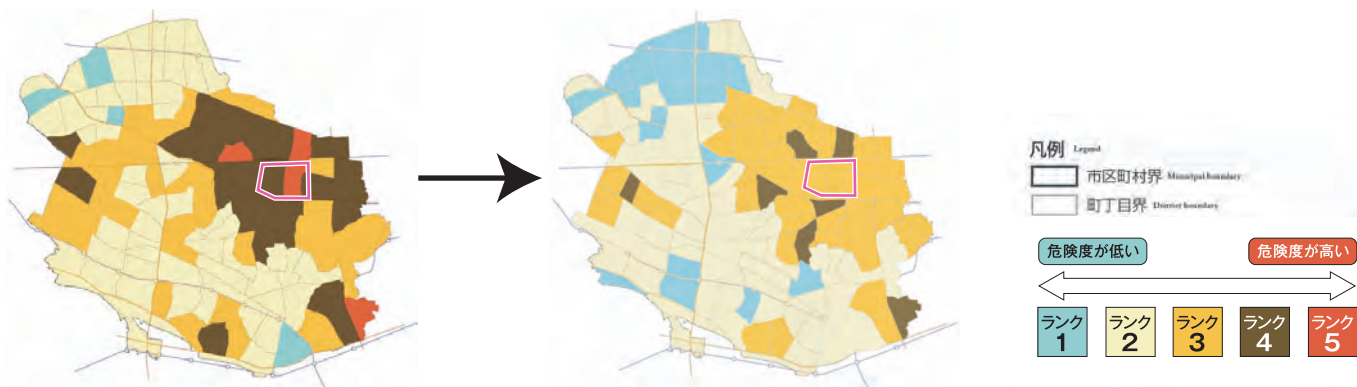 凡例 Legend
市区町村界 Municipal boundary
町丁目界 District boundary
危険度が低い
危険度が高い
ランク
1
ランク
2
ランク
3
ランク
4
ランク
5